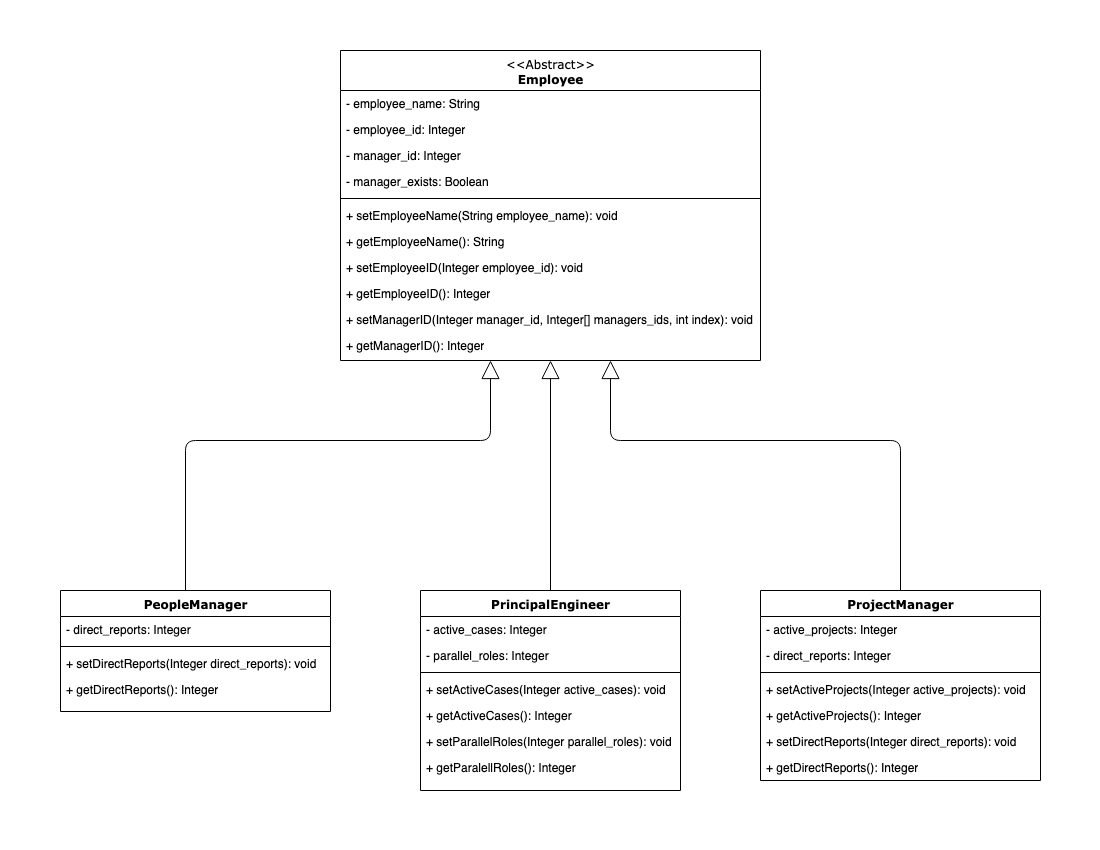 <<Abstract>>
Employee
- employee_name: String
- employee_id: Integer
- manager_id: Integer
- manager_exists: Boolean
+ setEmployeeName(String employee_name): void
+ getEmployeeName(): String
+ setEmployeeID(Integer employee_id): void
+ getEmployeeID(): Integer
+ setManagerID(Integer manager_id, Integer[] managers_ids, int index): void
+ getManagerID(): Integer
PeopleManager
- direct_reports: Integer
+ setDirectReports(Integer direct_reports): void
+ getDirectReports(): Integer
PrincipalEngineer
- active_cases: Integer
- parallel_roles: Integer
+ setActiveCases(Integer active_cases): void
+ getActiveCases(): Integer
+ setParallelRoles(Integer parallel_roles): void
+ getParalellRoles(): Integer
ProjectManager
- active_projects: Integer
- direct_reports: Integer
+ setActiveProjects(Integer active_projects): void
+ getActiveProjects(): Integer
+ setDirectReports(Integer direct_reports): void
+ getDirectReports(): Integer